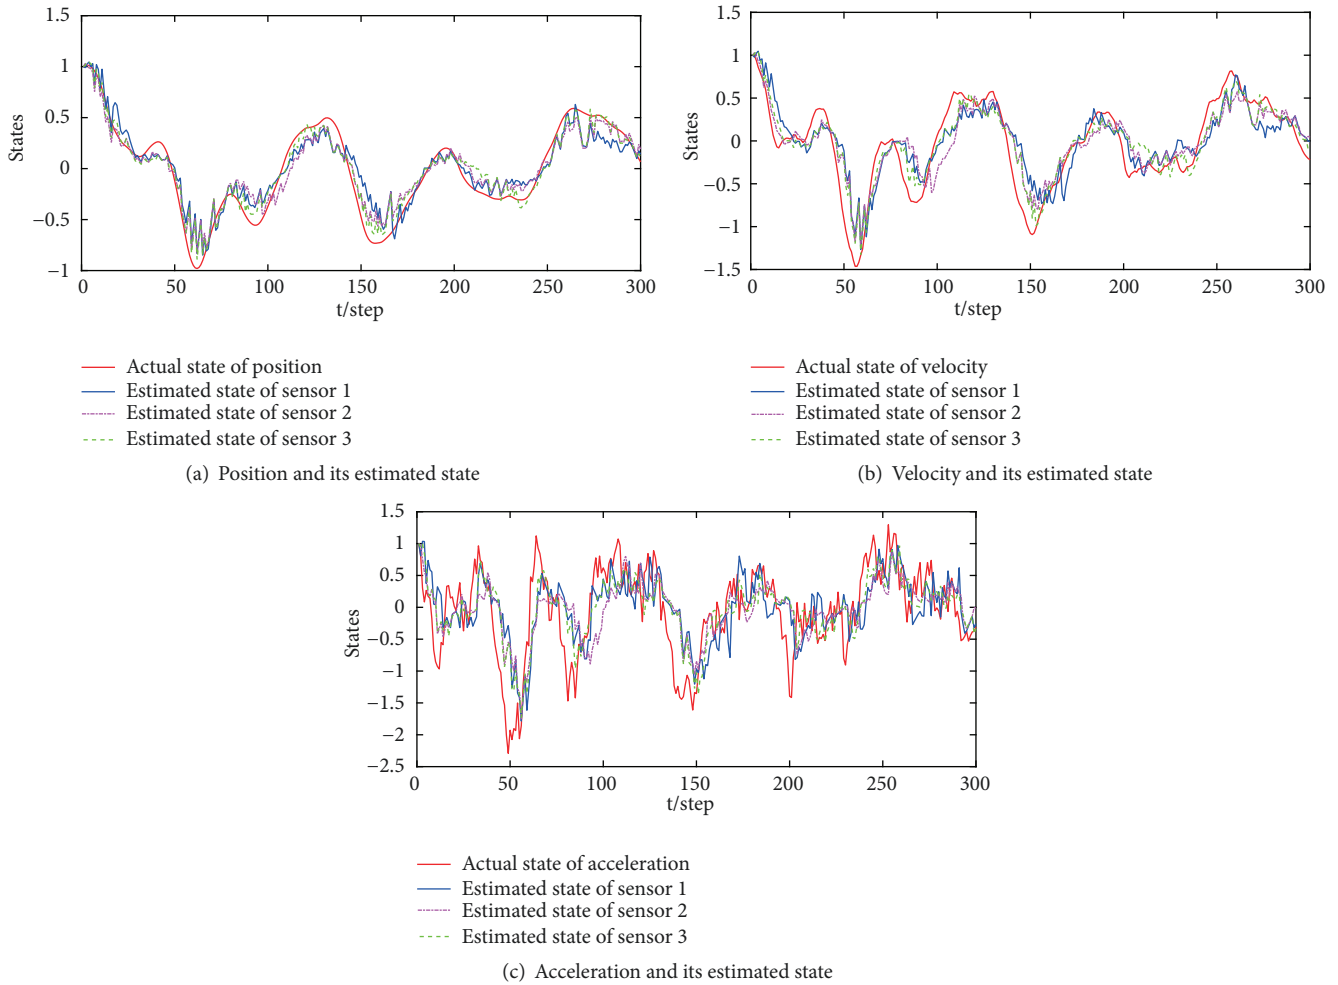 1.5
1
0.5
0
−0.5
−1
States
0 50 100 150 200 250 300
t/step
Actual state of position
Estimated state of sensor 1
Estimated state of sensor 2
Estimated state of sensor 3
(a) Position and its estimated state
1.5
1
0.5
0
−0.5
−1
−1.5
States
0 50 100 150 200 250 300
t/step
Actual state of velocity
Estimated state of sensor 1
Estimated state of sensor 2
Estimated state of sensor 3
(b) Velocity and its estimated state
1.5
1
0.5
0
−0.5
−1
−1.5
−2
−2.5
States
0 50 100 150 200 250 300
t/step
Actual state of acceleration
Estimated state of sensor 1
Estimated state of sensor 2
Estimated state of sensor 3
(c) Acceleration and its estimated state